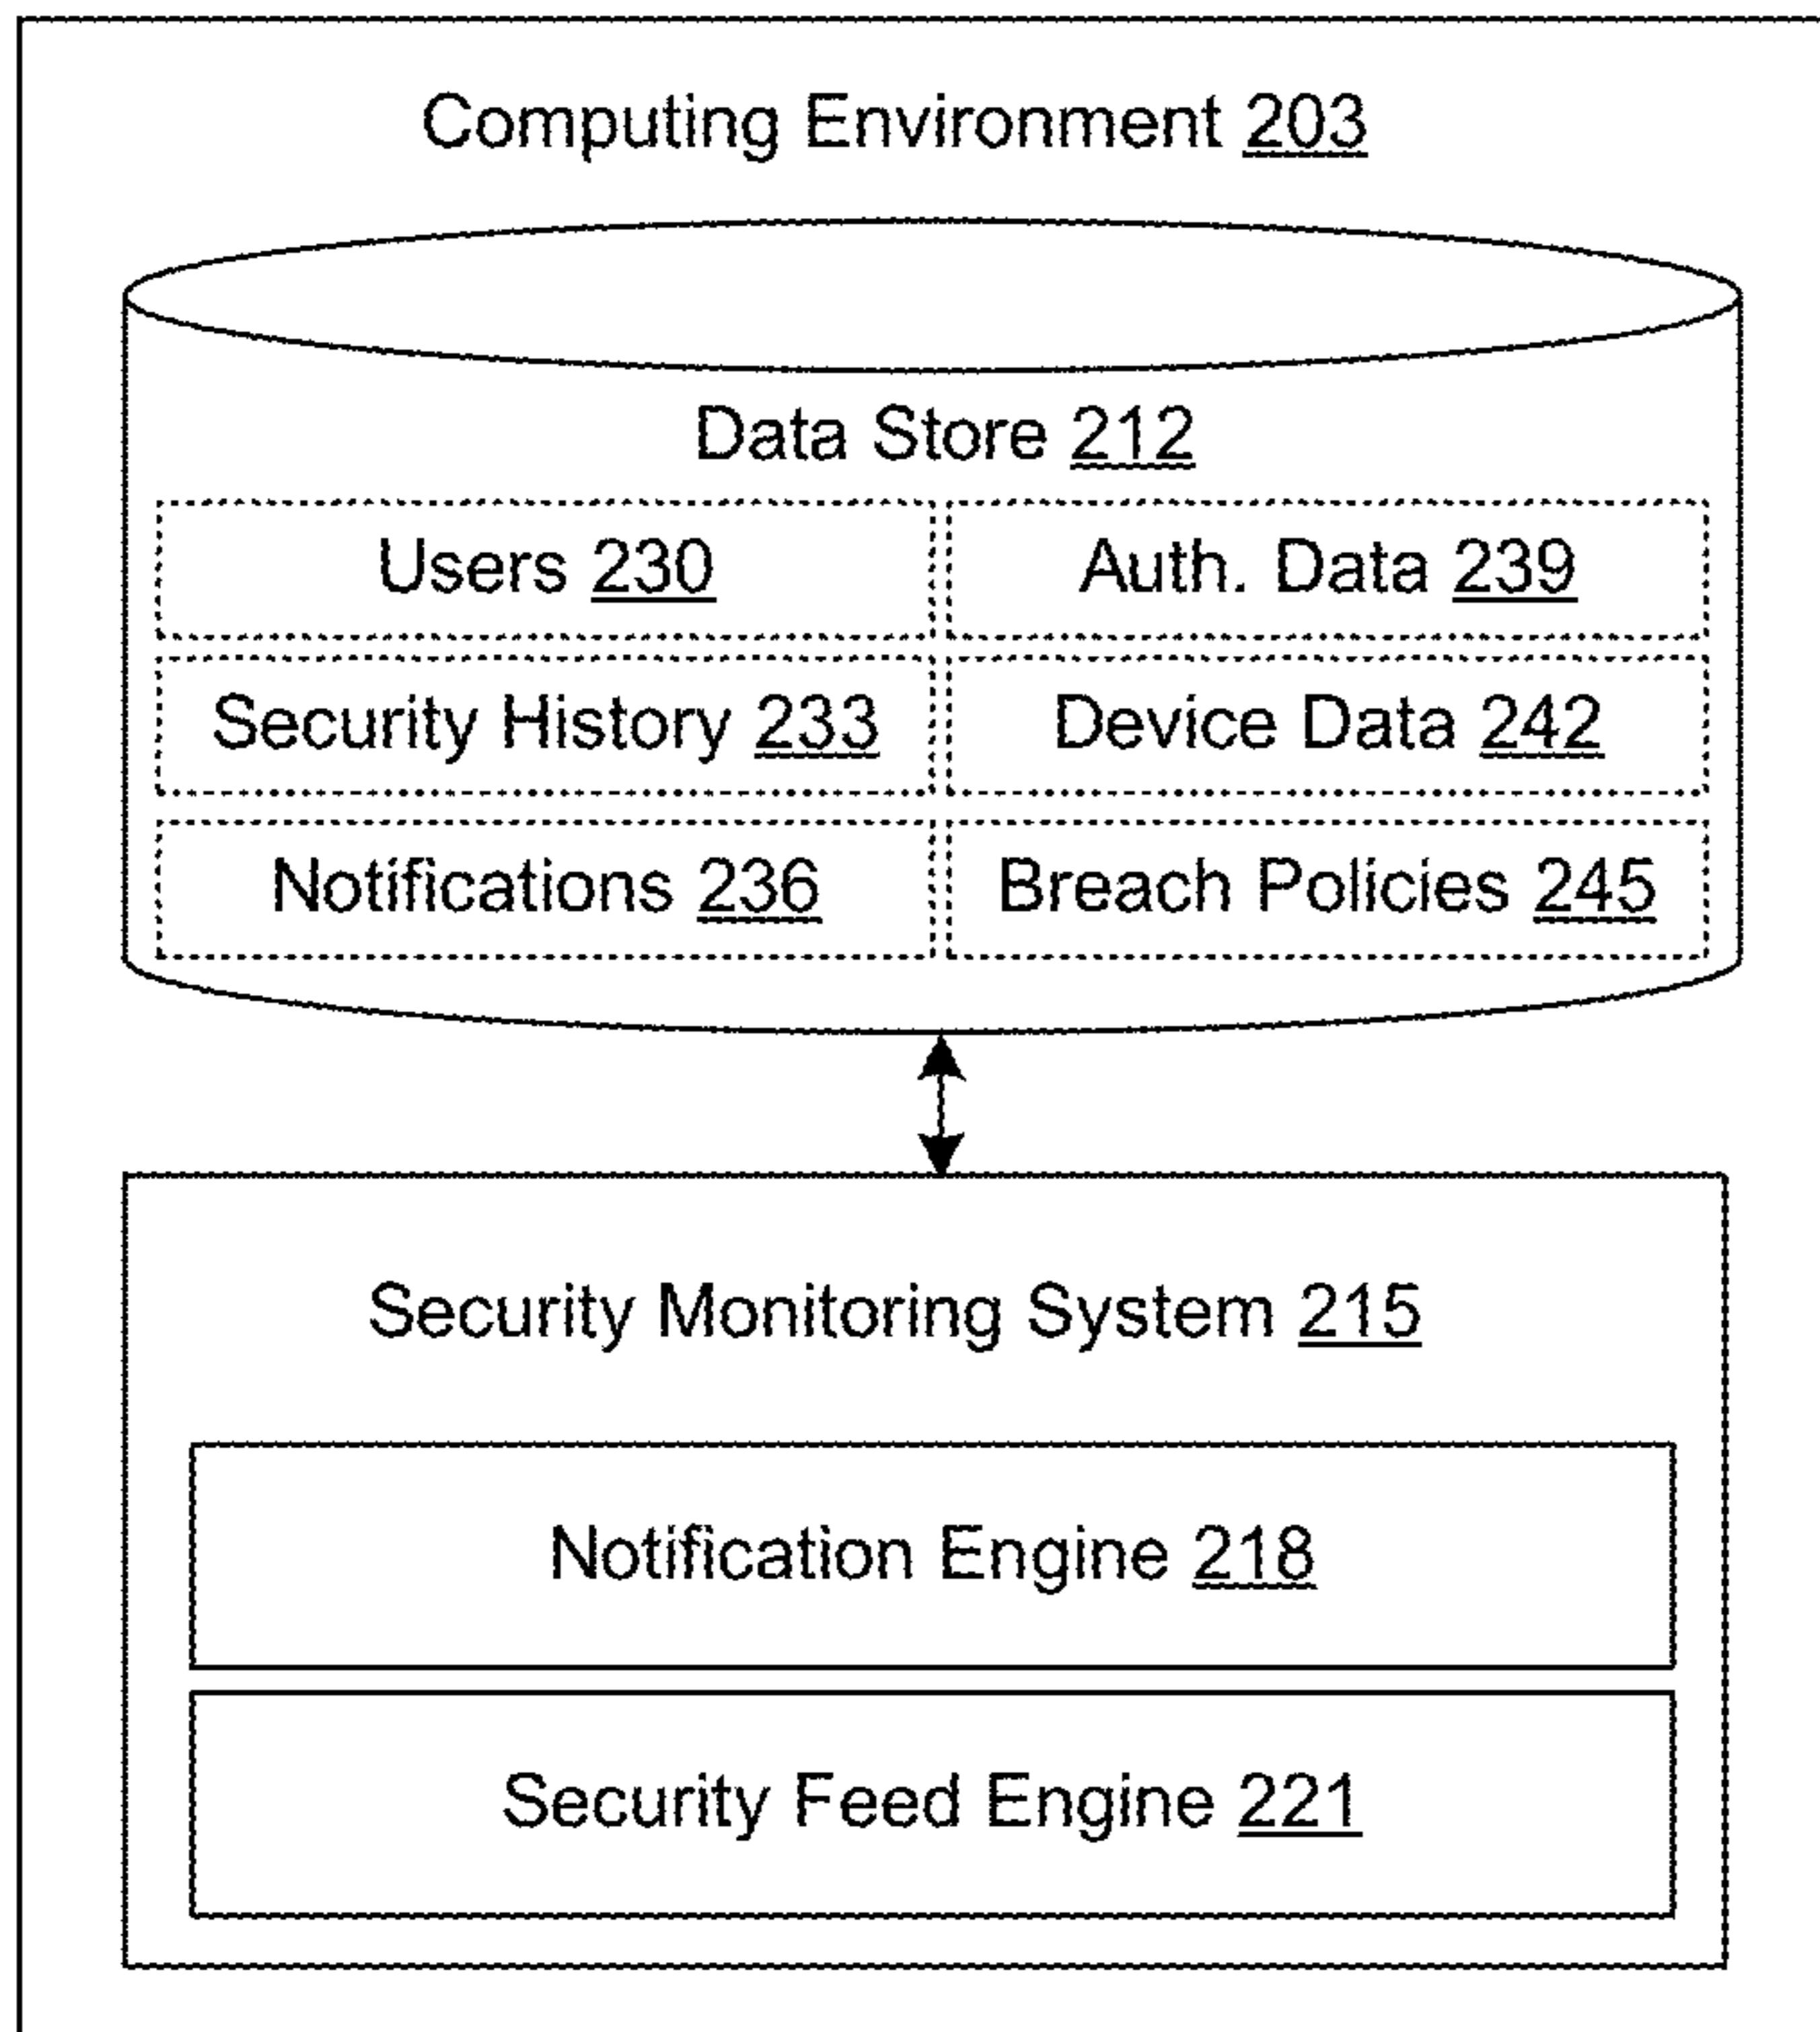 Computing Environment 203
Data Store 212
Users 230
Auth. Data 239
Security History 233
Device Data 242
Notifications 236
Breach Policies 245
Security Monitoring System 215
Notification Engine 218
Security Feed Engine 221